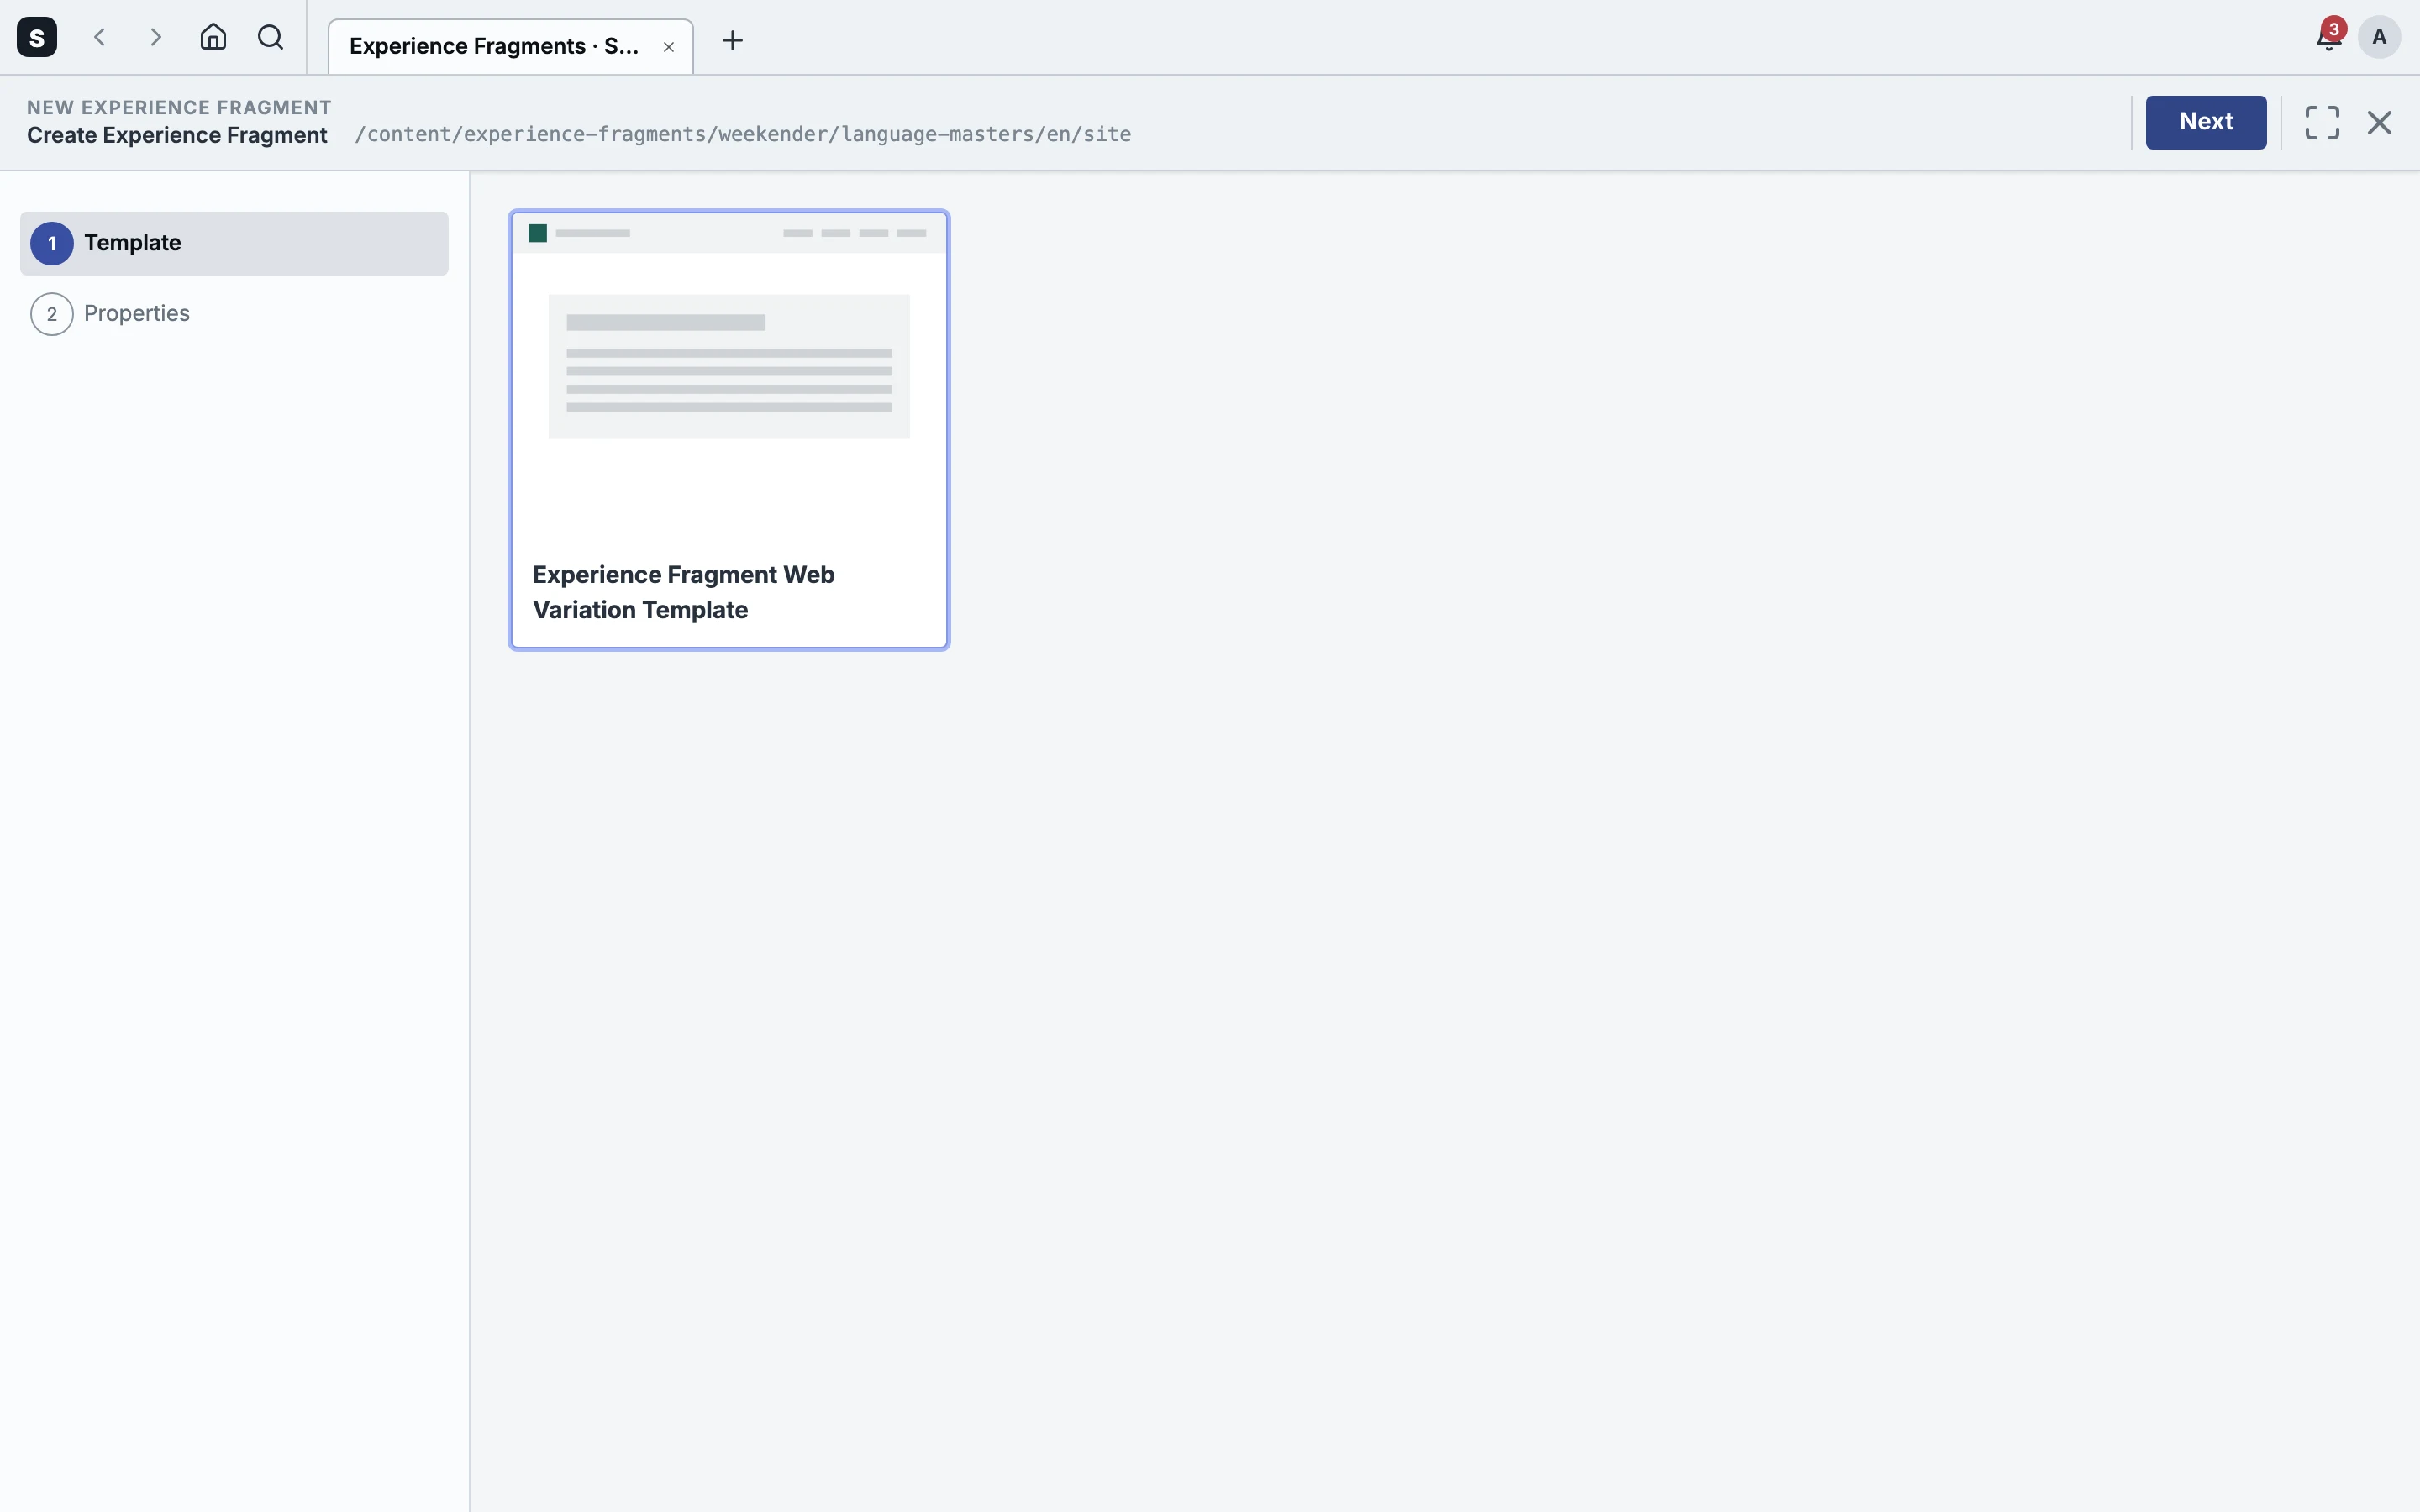 S
Experience Fragments · S...
3
A
NEW EXPERIENCE FRAGMENT
Create Experience Fragment
/content/experience-fragments/weekender/language-masters/en/site
Next
1
Template
2
Properties
Experience Fragment Web
Variation Template